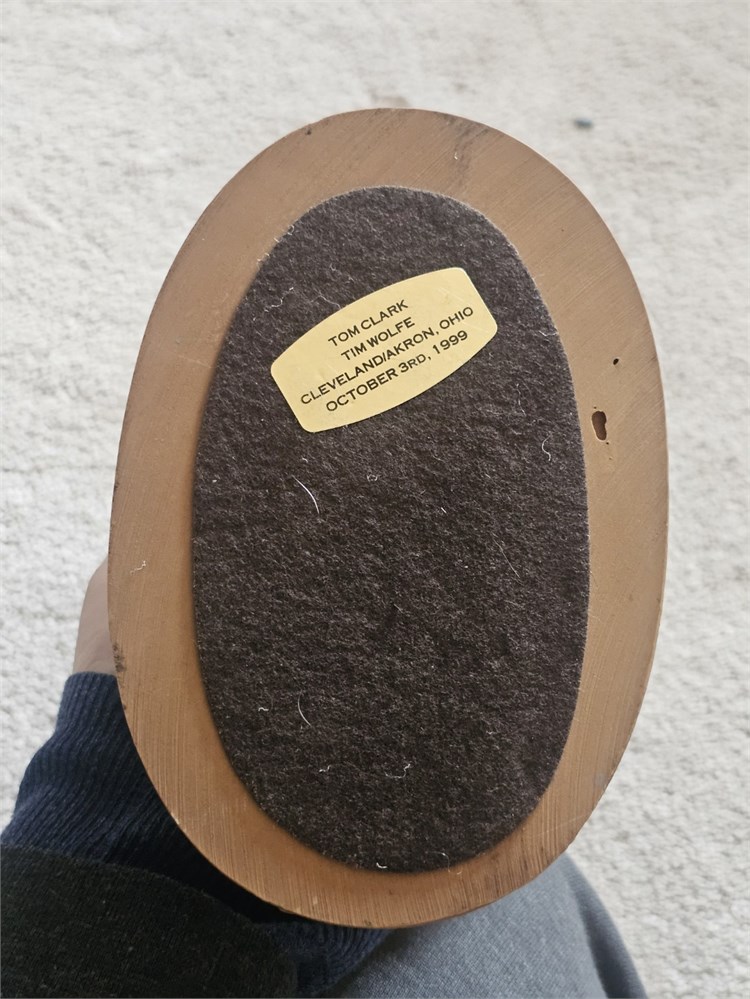 TOM CLARK
TIM WOLFE
CLEVELAND/AKRON, OHIO
OCTOBER 3RD, 1999